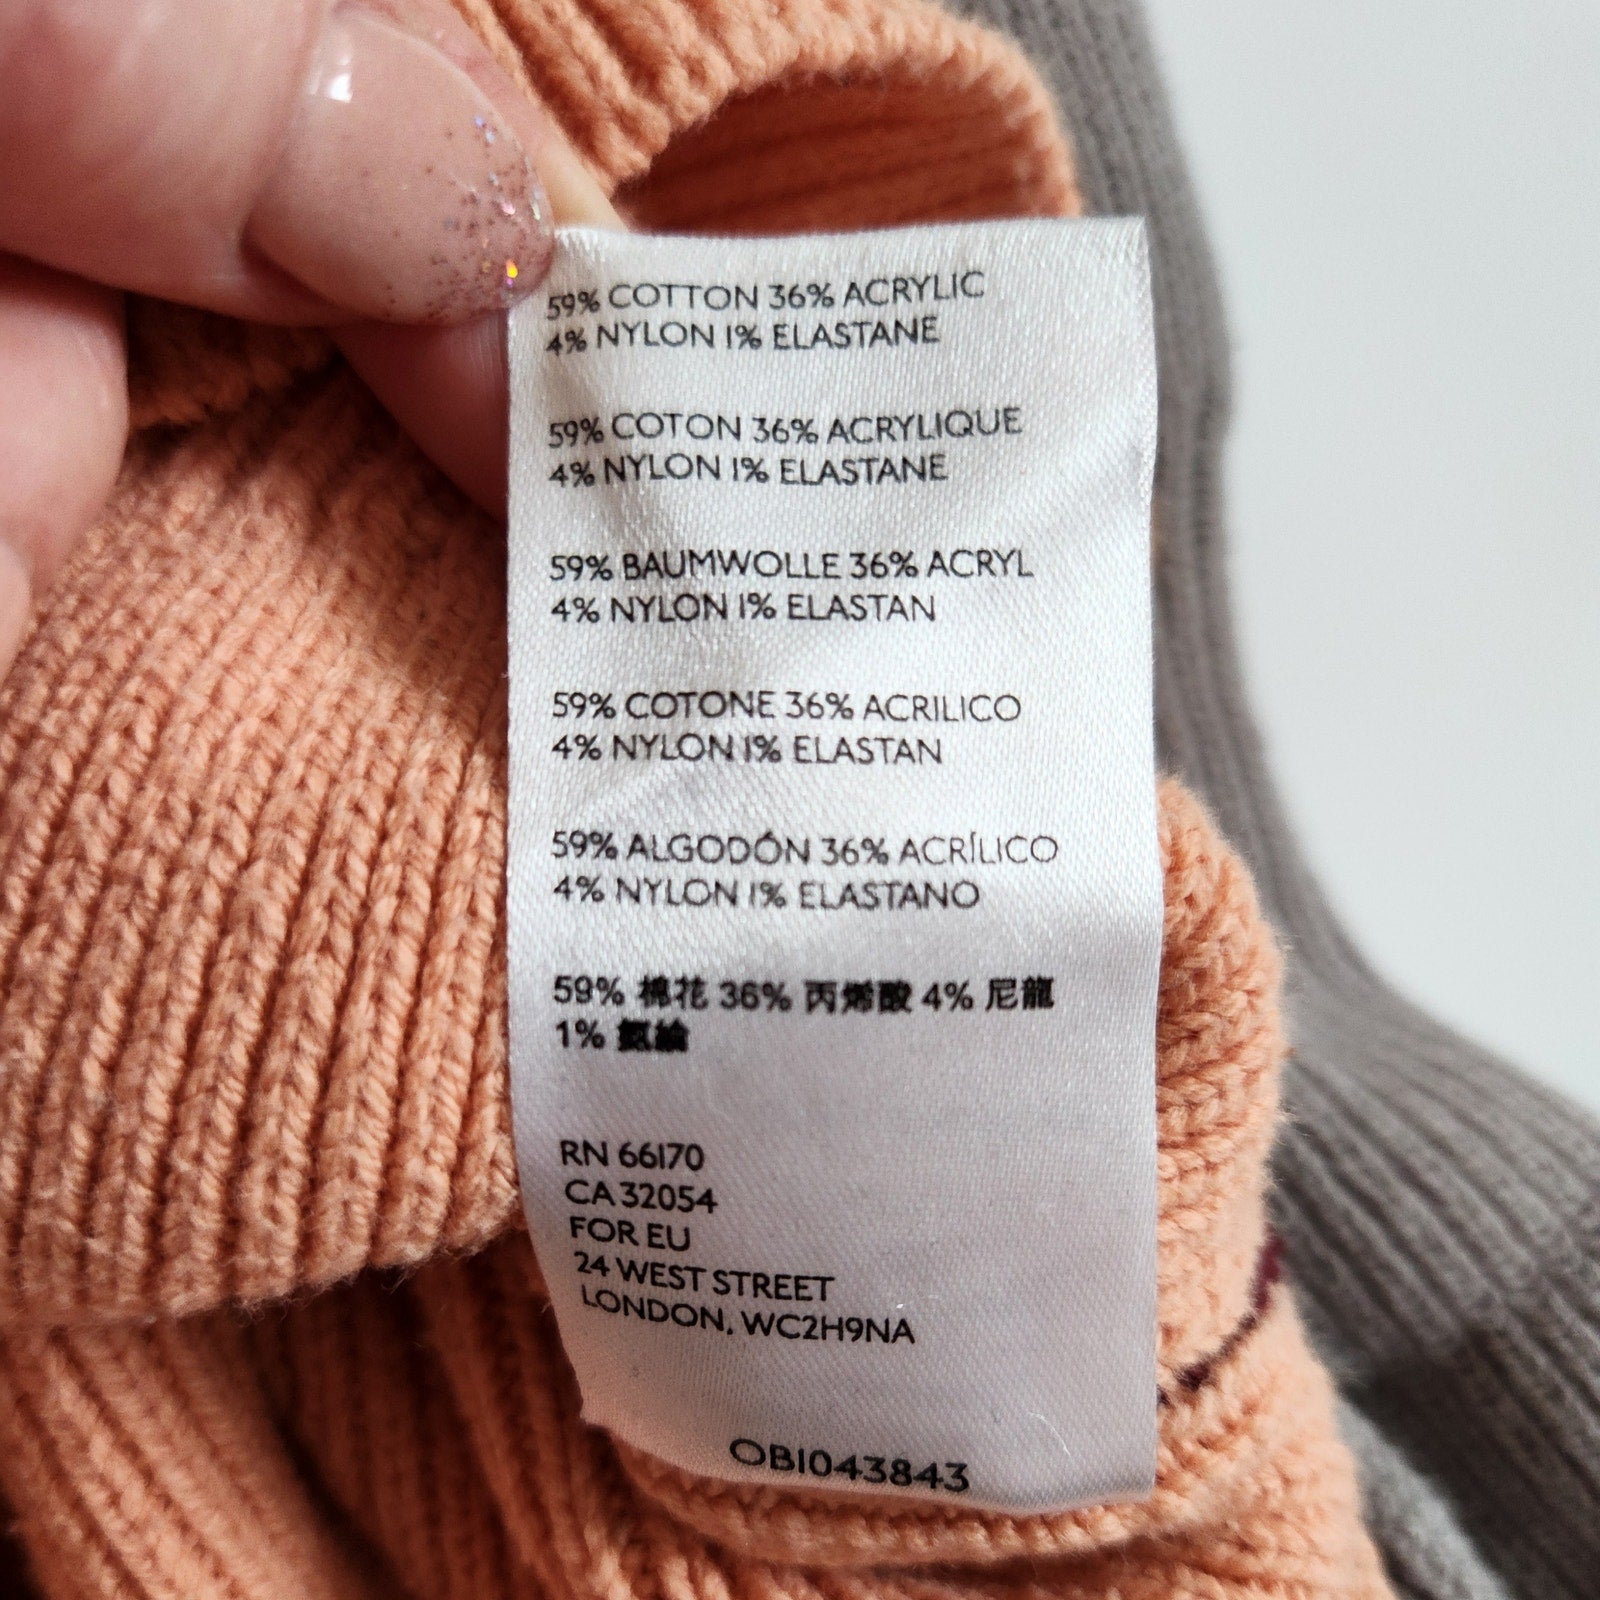 59% COTTON 36% ACRYLIC
4% NYLON 1% ELASTANE
59% COTON 36% ACRYLIQUE
4% NYLON 1% ELASTANE
59% BAUMWOLLE 36% ACRYL
4% NYLON 1% ELASTAN
59% COTONE 36% ACRILICO
4% NYLON 1% ELASTAN
59% ALGODÓN 36% ACRÍLICO
4% NYLON 1% ELASTANO
59% 棉花 36% 丙烯酸 4% 尼龍
1% 氨綸
RN 66170
CA 32054
FOR EU
24 WEST STREET
LONDON, WC2H9NA
OB1043843